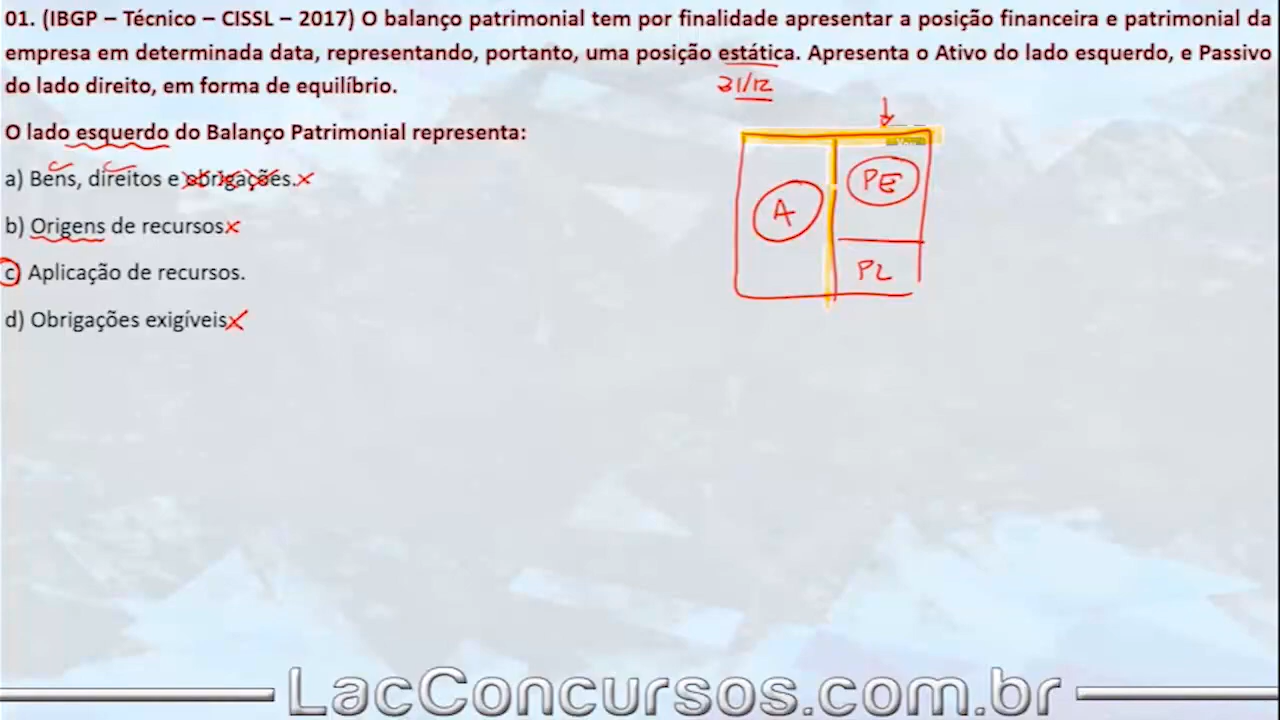 01. (IBGP – Técnico – CISSL – 2017) O balanço patrimonial tem por finalidade apresentar a posição financeira e patrimonial da
empresa em determinada data, representando, portanto, uma posição estática. Apresenta o Ativo do lado esquerdo, e Passivo
do lado direito, em forma de equilíbrio.
31/12
O lado esquerdo do Balanço Patrimonial representa:
a) Bens, direitos e obrigações.
b) Origens de recursos
c) Aplicação de recursos.
d) Obrigações exigíveis
A
PE
PL
LacConcursos.com.br